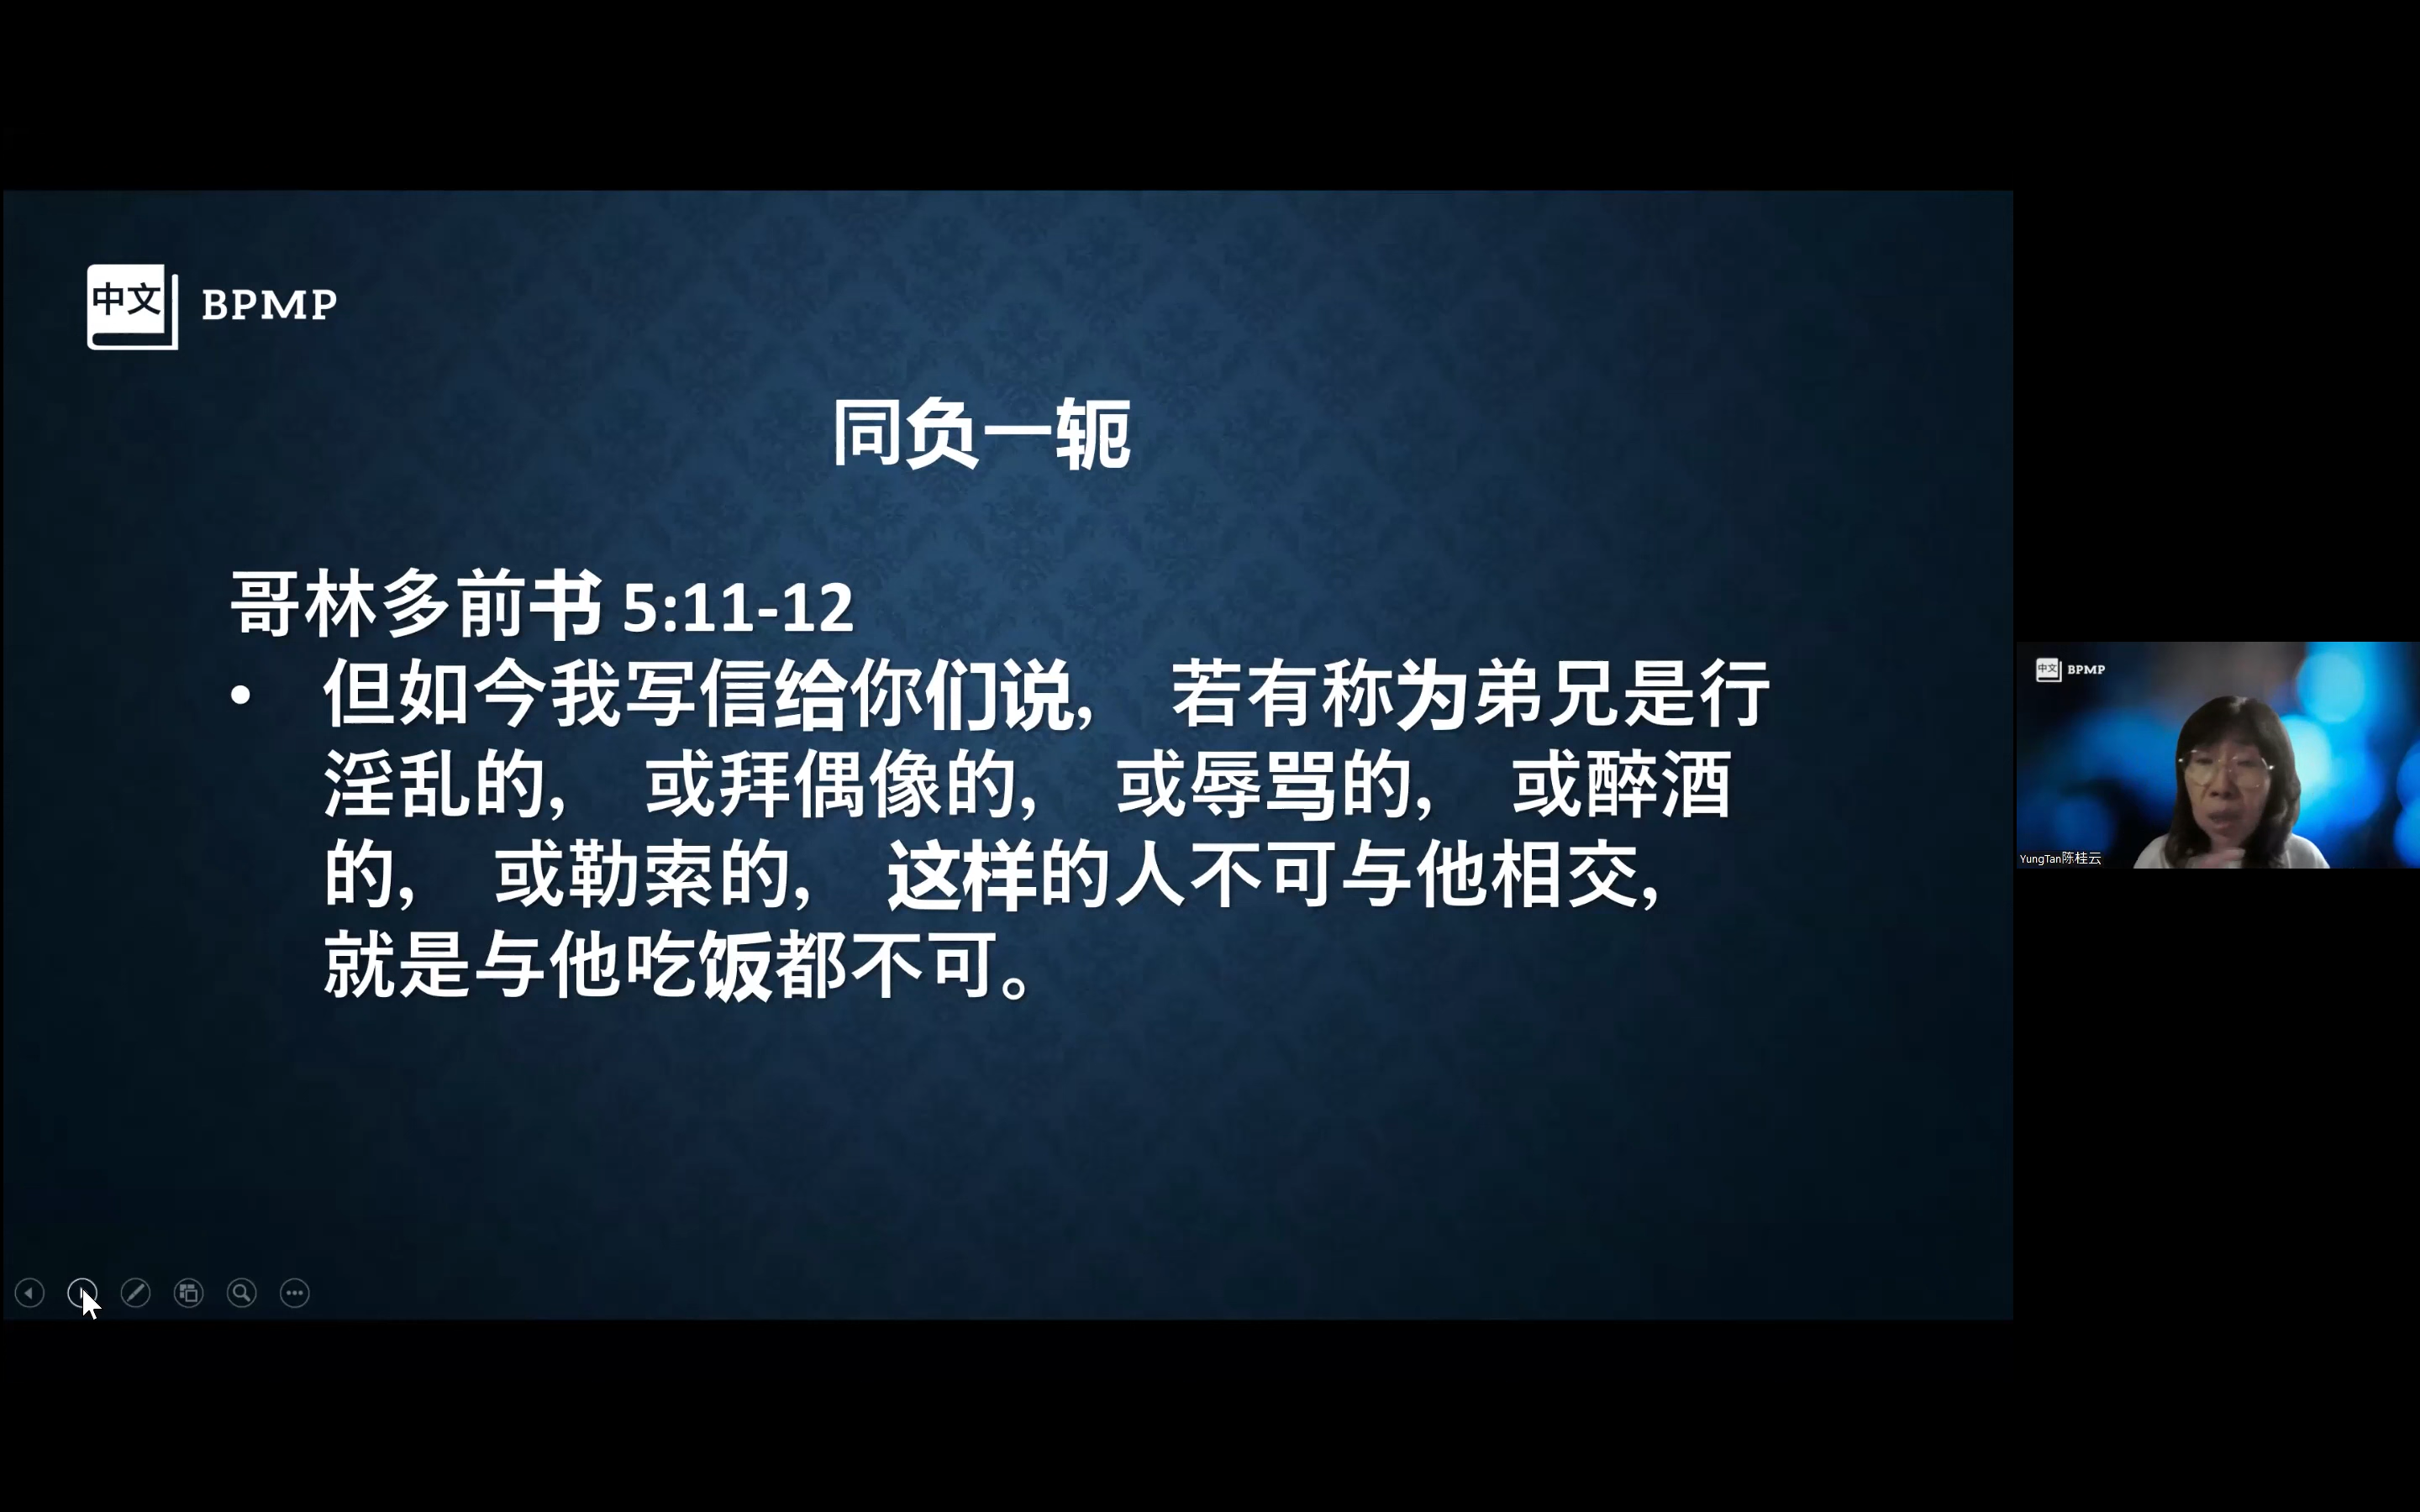 中文 BPMP
同负一轭
哥林多前书 5:11-12
• 但如今我写信给你们说, 若有称为弟兄是行
淫乱的, 或拜偶像的, 或辱骂的, 或醉酒
的, 或勒索的, 这样的人不可与他相交,
就是与他吃饭都不可。
中文 BPMP
YungTan陈桂云